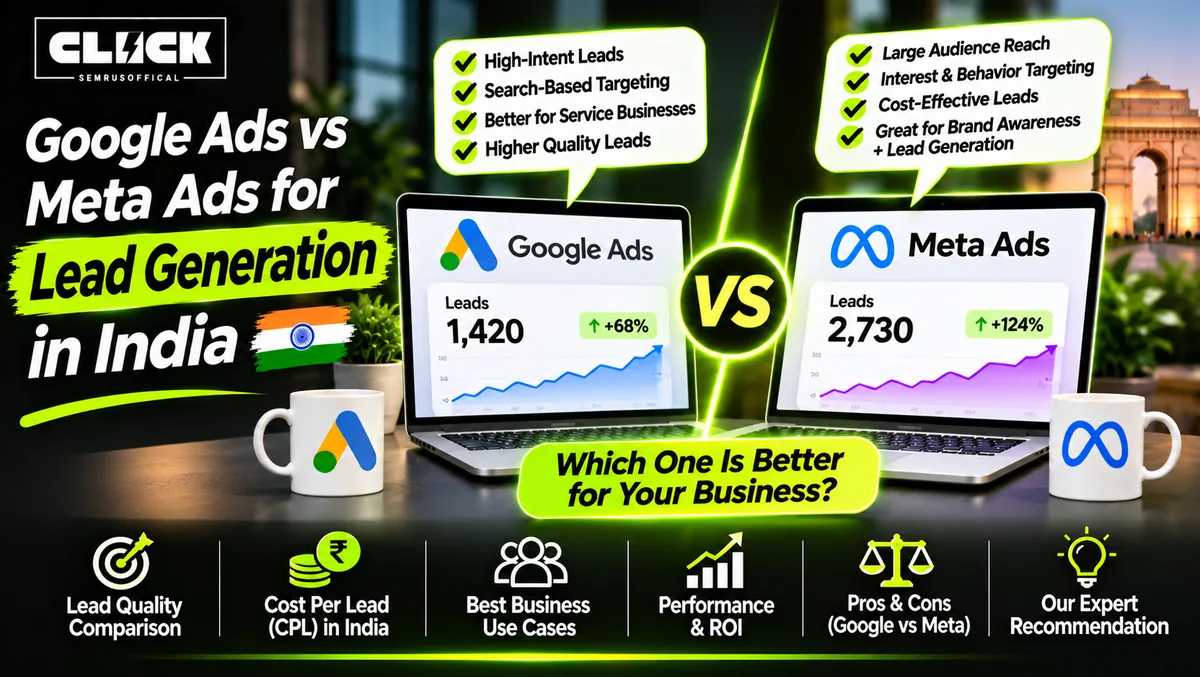 CLICK
SEMRUSOFFICAL
Google Ads vs
Meta Ads for
Lead Generation
in India
High-Intent Leads
Search-Based Targeting
Better for Service Businesses
Higher Quality Leads
Large Audience Reach
Interest & Behavior Targeting
Cost-Effective Leads
Great for Brand Awareness
+ Lead Generation
Google Ads
Leads
1,420
↑ +68%
VS
Meta Ads
Leads
2,730
↑ +124%
Which One Is Better
for Your Business?
₹
Lead Quality
Comparison
Cost Per Lead
(CPL) in India
Best Business
Use Cases
Performance
& ROI
Pros & Cons
(Google vs Meta)
Our Expert
Recommendation